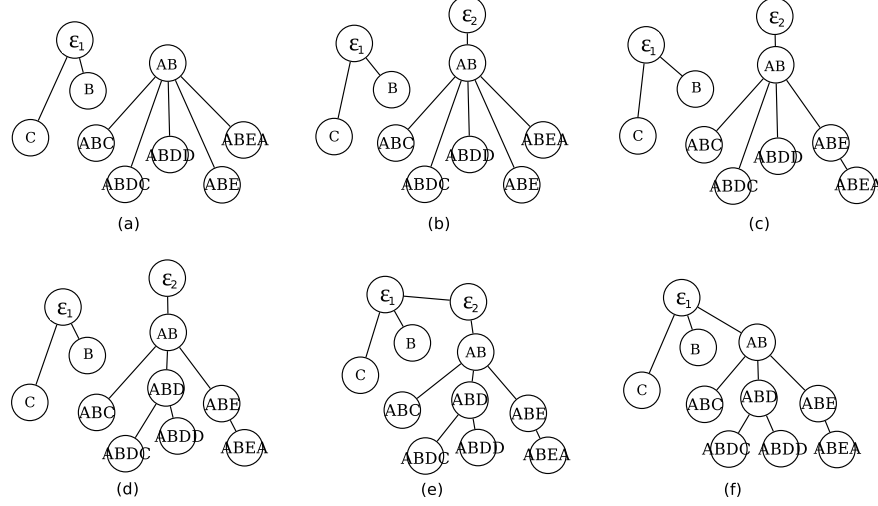 ε1 AB
B
C ABC ABDD ABEA
ABDC ABE
(a)
ε2
ε1 AB
B
C ABC ABDD ABEA
ABDC ABE
(b)
ε2
ε1 AB
B
C ABC ABDD ABE
ABDC ABEA
(c)
ε2
ε1 AB
B
C ABC ABD ABE
ABDC ABDD ABEA
(d)
ε1 ε2
B AB
C ABC ABD ABE
ABDC ABDD ABEA
(e)
ε1
B AB
C ABC ABD ABE
ABDC ABDD ABEA
(f)